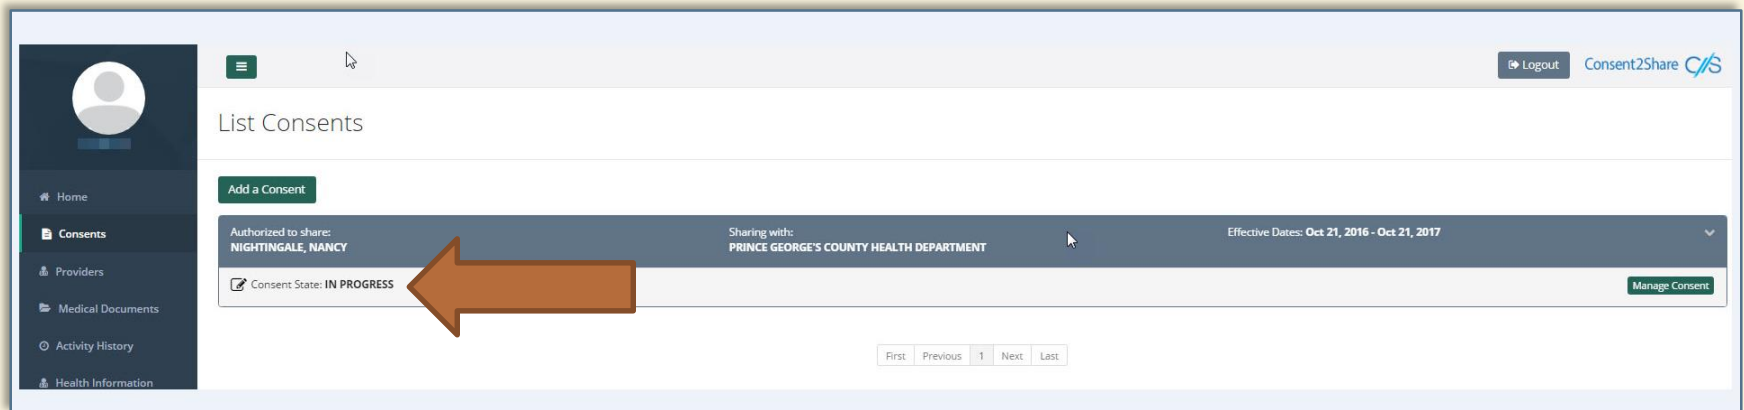 Logout
Consent2Share
List Consents
Add a Consent
Home
Consents
Providers
Medical Documents
Activity History
Health Information
Authorized to share:
NIGHTINGALE, NANCY
Sharing with:
PRINCE GEORGE'S COUNTY HEALTH DEPARTMENT
Effective Dates: Oct 21, 2016 - Oct 21, 2017
Consent State: IN PROGRESS
Manage Consent
First Previous 1 Next Last